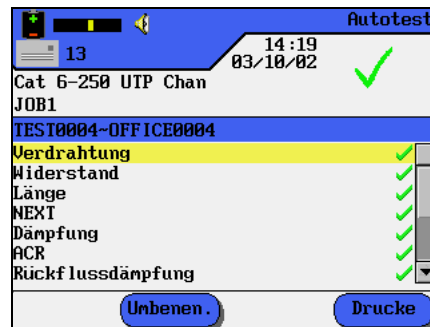 Autotest
13
14:19
03/10/02
Cat 6-250 UTP Chan
JOB1
TEST0004~OFFICE0004
Verdrahtung
Widerstand
Länge
NEXT
Dämpfung
ACR
Rückflussdämpfung
Umbenen.
Drucke